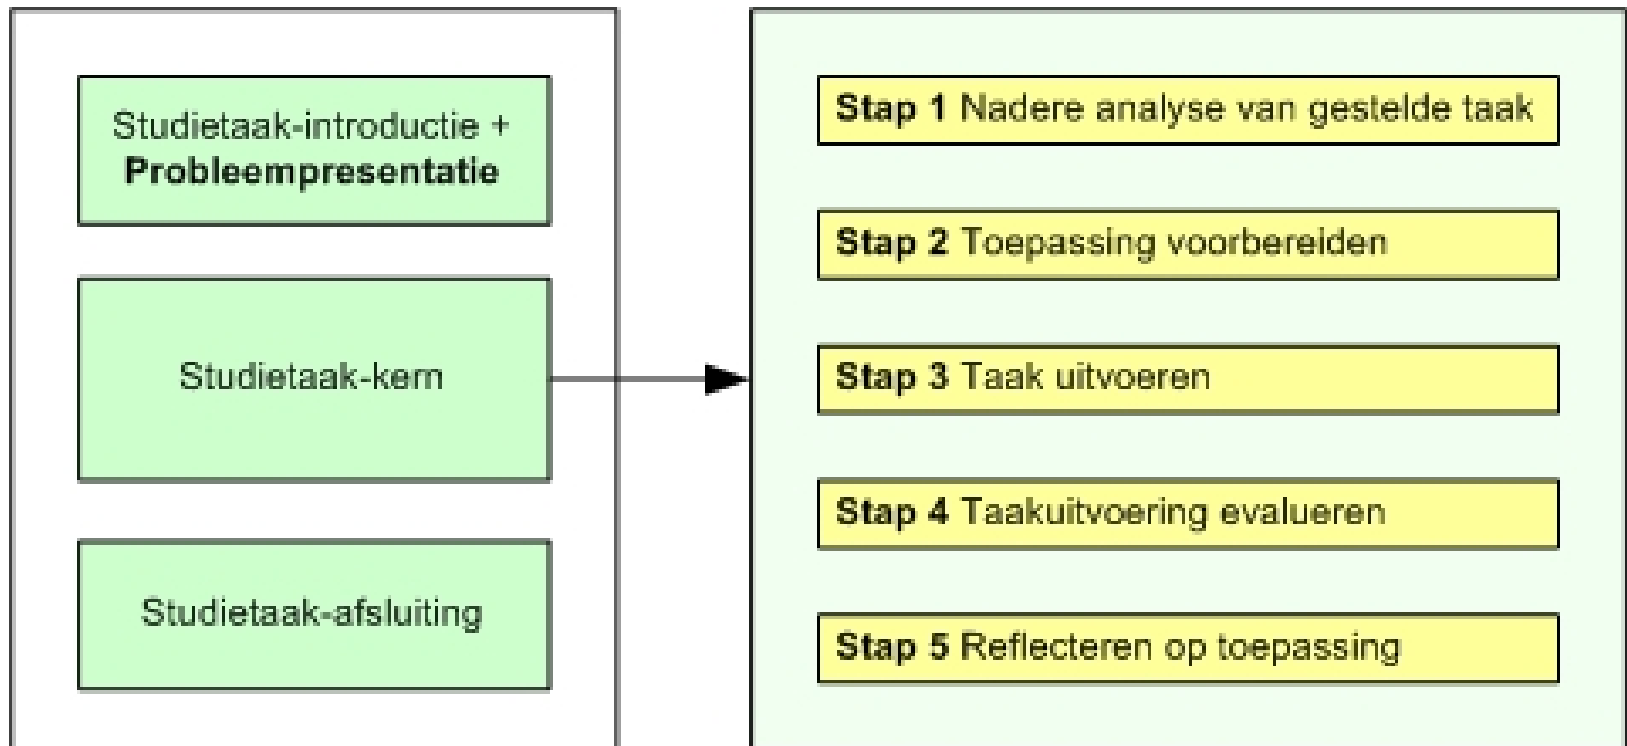 Studietaak-introductie +
Probleempresentatie
Studietaak-kern
Studietaak-afsluiting
Stap 1 Nadere analyse van gestelde taak
Stap 2 Toepassing voorbereiden
Stap 3 Taak uitvoeren
Stap 4 Taakuitvoering evalueren
Stap 5 Reflecteren op toepassing